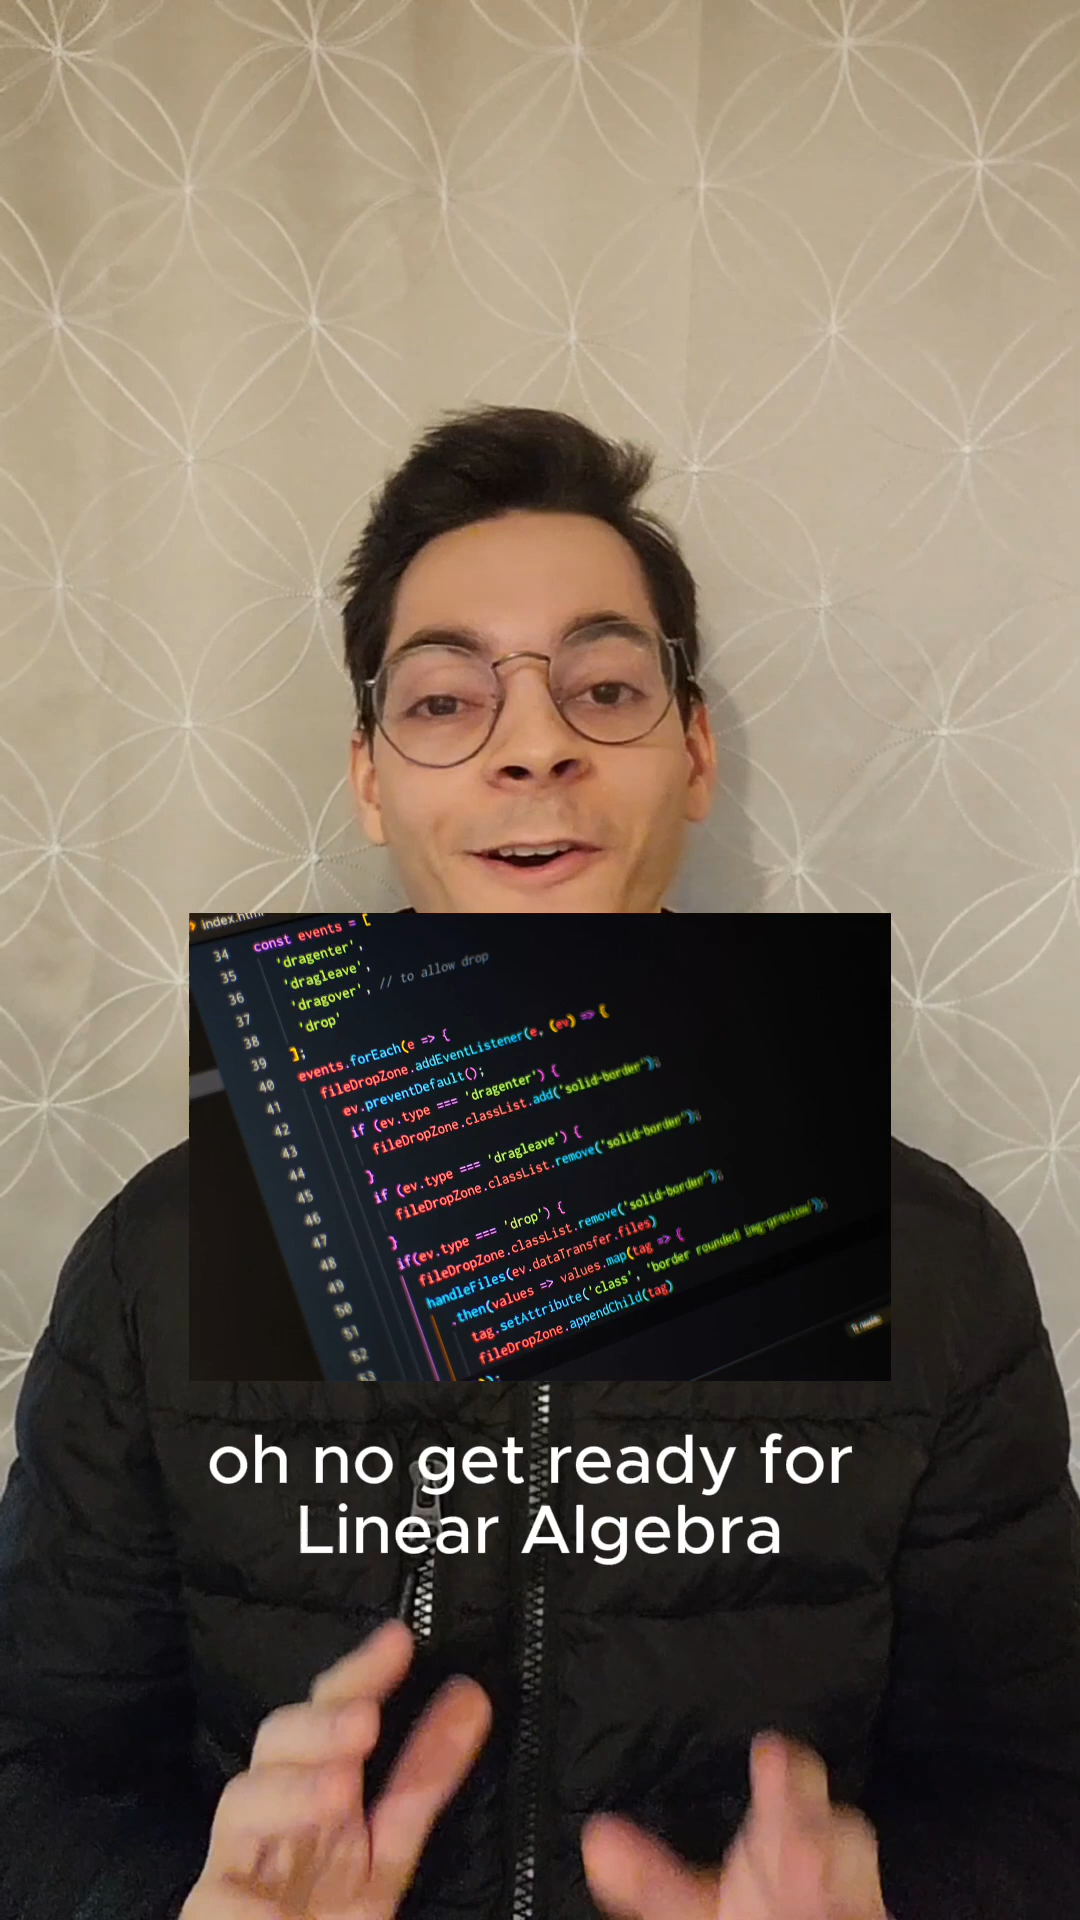 index.html
34 const events = [
35 'dragenter',
36 'dragleave',
37 'dragover', // to allow drop
38 'drop'
39 ];
40 events.forEach(e => {
41 fileDropZone.addEventListener(e, (ev) => {
42 ev.preventDefault();
43 if (ev.type === 'dragenter') {
44 fileDropZone.classList.add('solid-border');
45 }
46 if (ev.type === 'dragleave') {
47 fileDropZone.classList.remove('solid-border');
48 }
49 if(ev.type === 'drop') {
50 fileDropZone.classList.remove('solid-border');
51 handleFiles(ev.dataTransfer.files)
52 .then(values => values.map(tag => {
53 tag.setAttribute('class', 'border rounded img-preview');
fileDropZone.appendChild(tag)
oh no get ready for
Linear Algebra